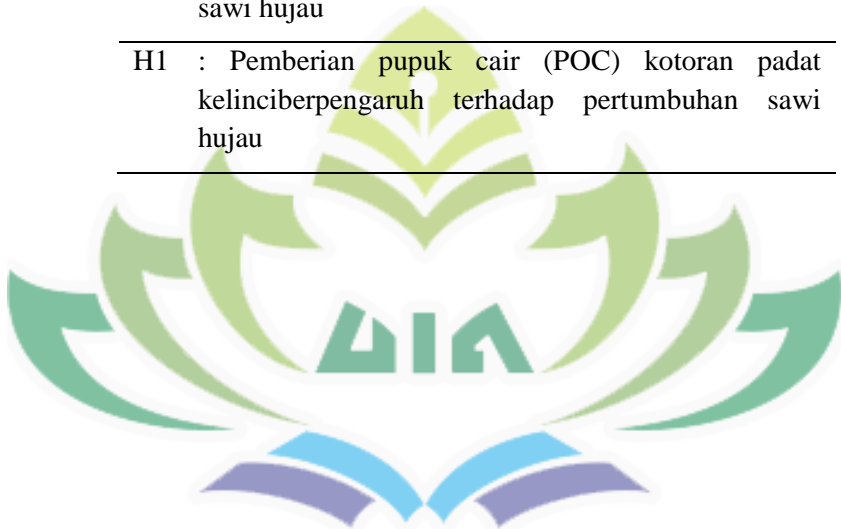 sawi hujau
H1 : Pemberian pupuk cair (POC) kotoran padat
kelinciberpengaruh terhadap pertumbuhan sawi
hujau
UIN